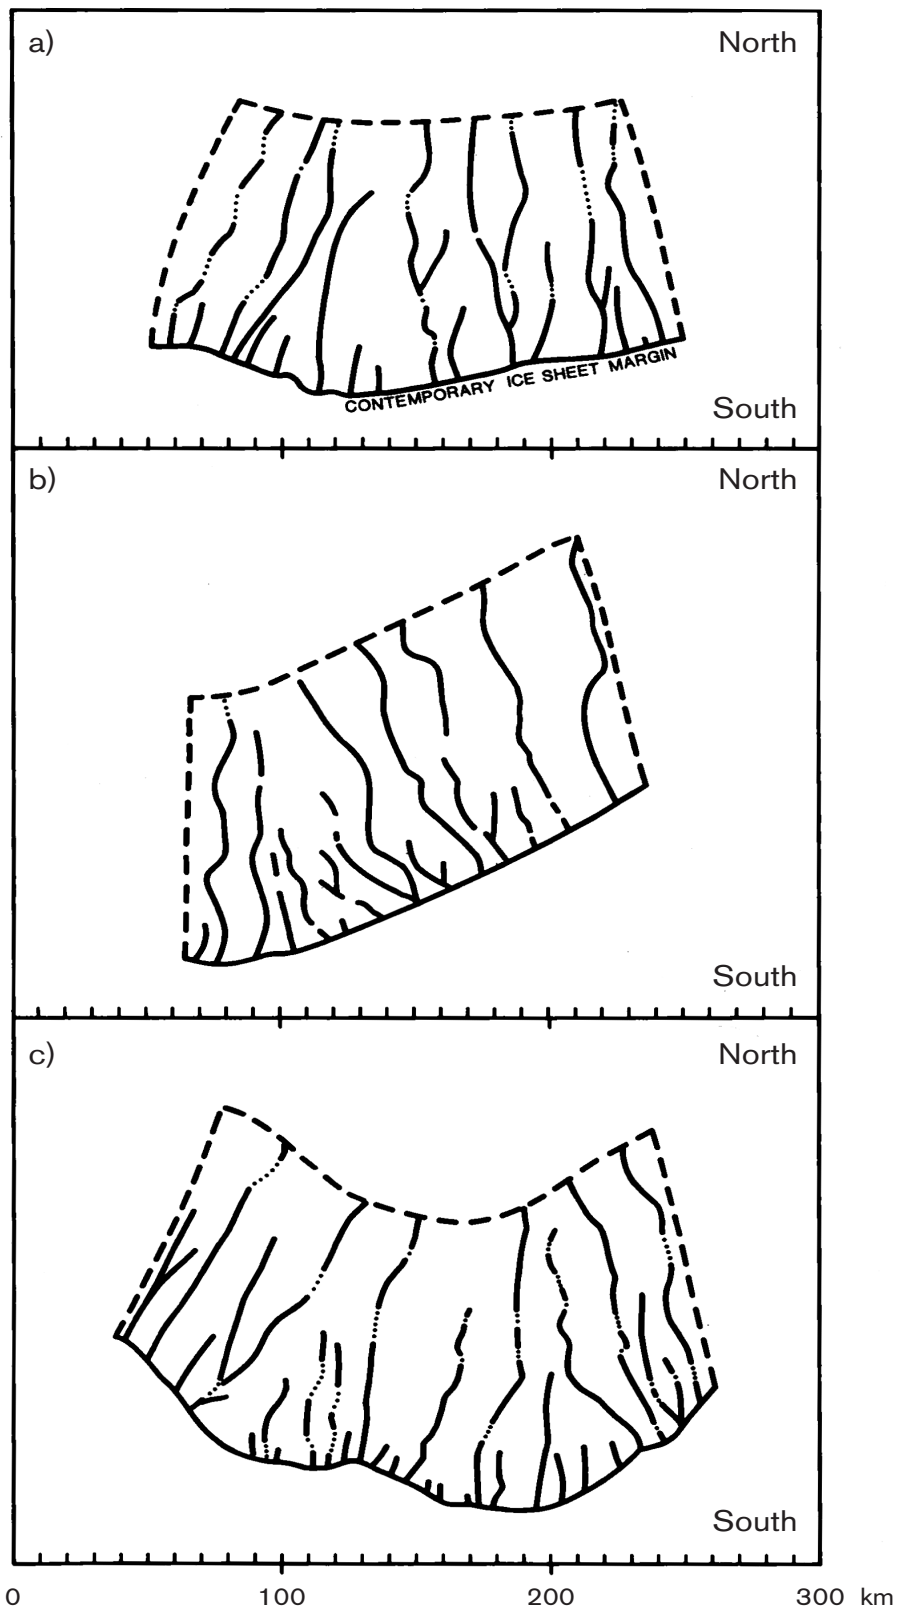 a)
North
CONTEMPORARY ICE SHEET MARGIN
South
b)
North
South
c)
North
South
0 100 200 300 km